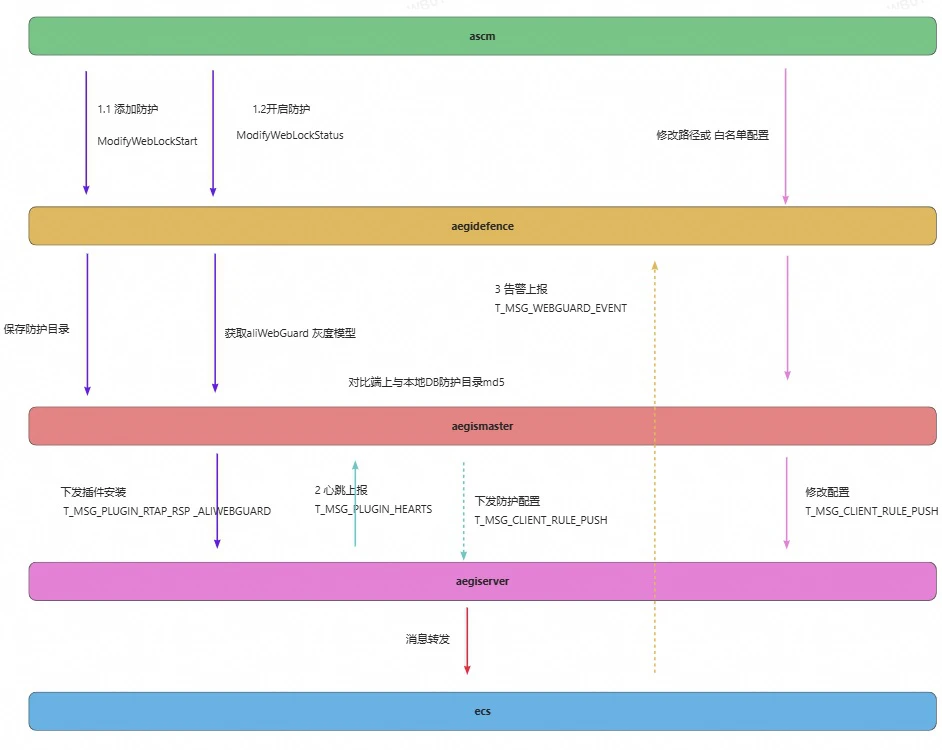 ascm
1.1 添加防护
ModifyWebLockStart
1.2开启防护
ModifyWebLockStatus
修改路径或 白名单配置
aegidefence
保存防护目录
获取aliWebGuard 灰度模型
3 告警上报
T_MSG_WEBGUARD_EVENT
对比端上与本地DB防护目录md5
aegismaster
下发插件安装
T_MSG_PLUGIN_RTAP_RSP _ALIWEBGUARD
2 心跳上报
T_MSG_PLUGIN_HEARTS
下发防护配置
T_MSG_CLIENT_RULE_PUSH
修改配置
T_MSG_CLIENT_RULE_PUSH
aegiserver
消息转发
ecs